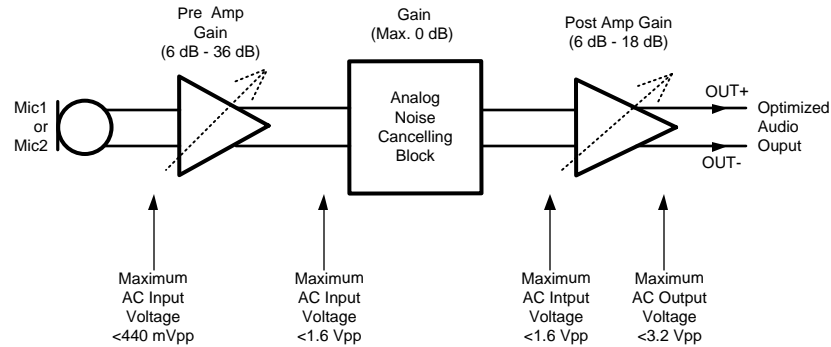 Pre Amp
Gain
(6 dB - 36 dB)
Gain
(Max. 0 dB)
Post Amp Gain
(6 dB - 18 dB)
Mic1
or
Mic2
Analog
Noise
Cancelling
Block
OUT+
OUT-
Optimized
Audio
Ouput
Maximum
AC Input
Voltage
<440 mVpp
Maximum
AC Input
Voltage
<1.6 Vpp
Maximum
AC Intput
Voltage
<1.6 Vpp
Maximum
AC Output
Voltage
<3.2 Vpp